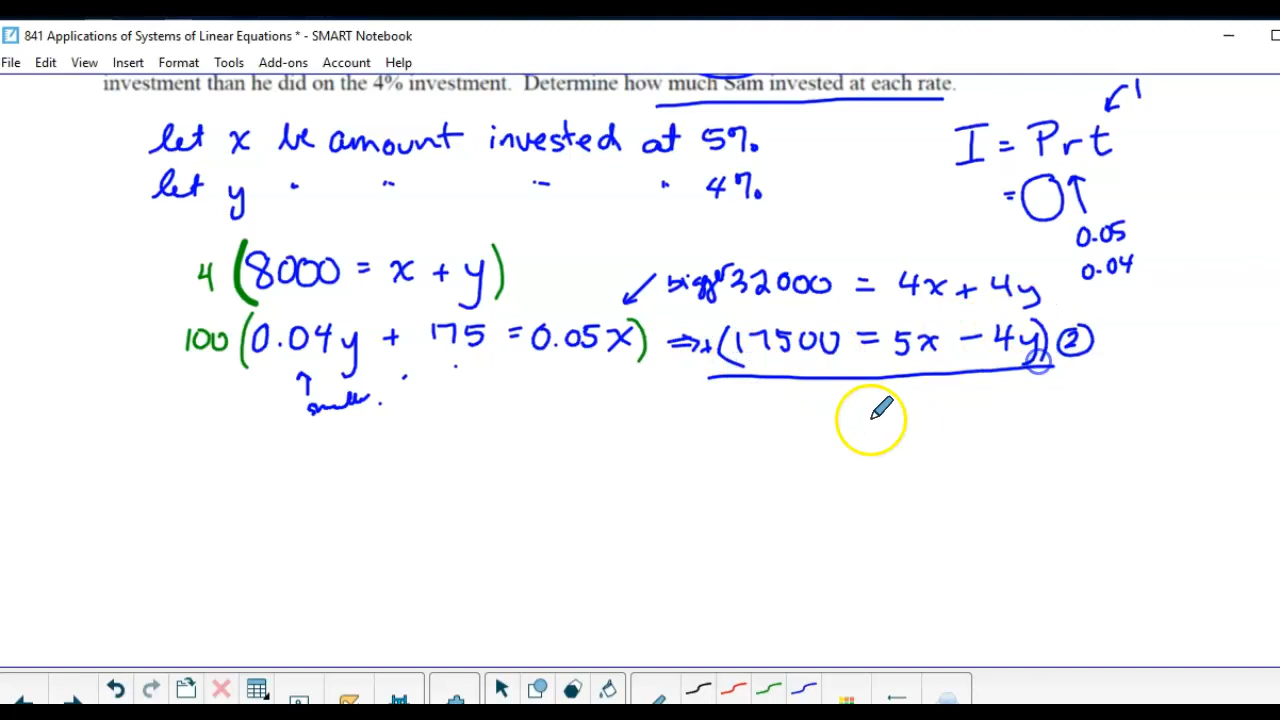 841 Applications of Systems of Linear Equations * - SMART Notebook
File Edit View Insert Format Tools Add-ons Account Help
investment than he did on the 4% investment. Determine how much Sam invested at each rate.
let x be amount invested at 5%.
let y " " " " 4%.
I = Prt
1
=
0.05
0.04
4 (8000 = x + y)
100 (0.04y + 175 = 0.05x)
smaller
bigger
32000 = 4x + 4y
⇒ + (17500 = 5x - 4y) ②